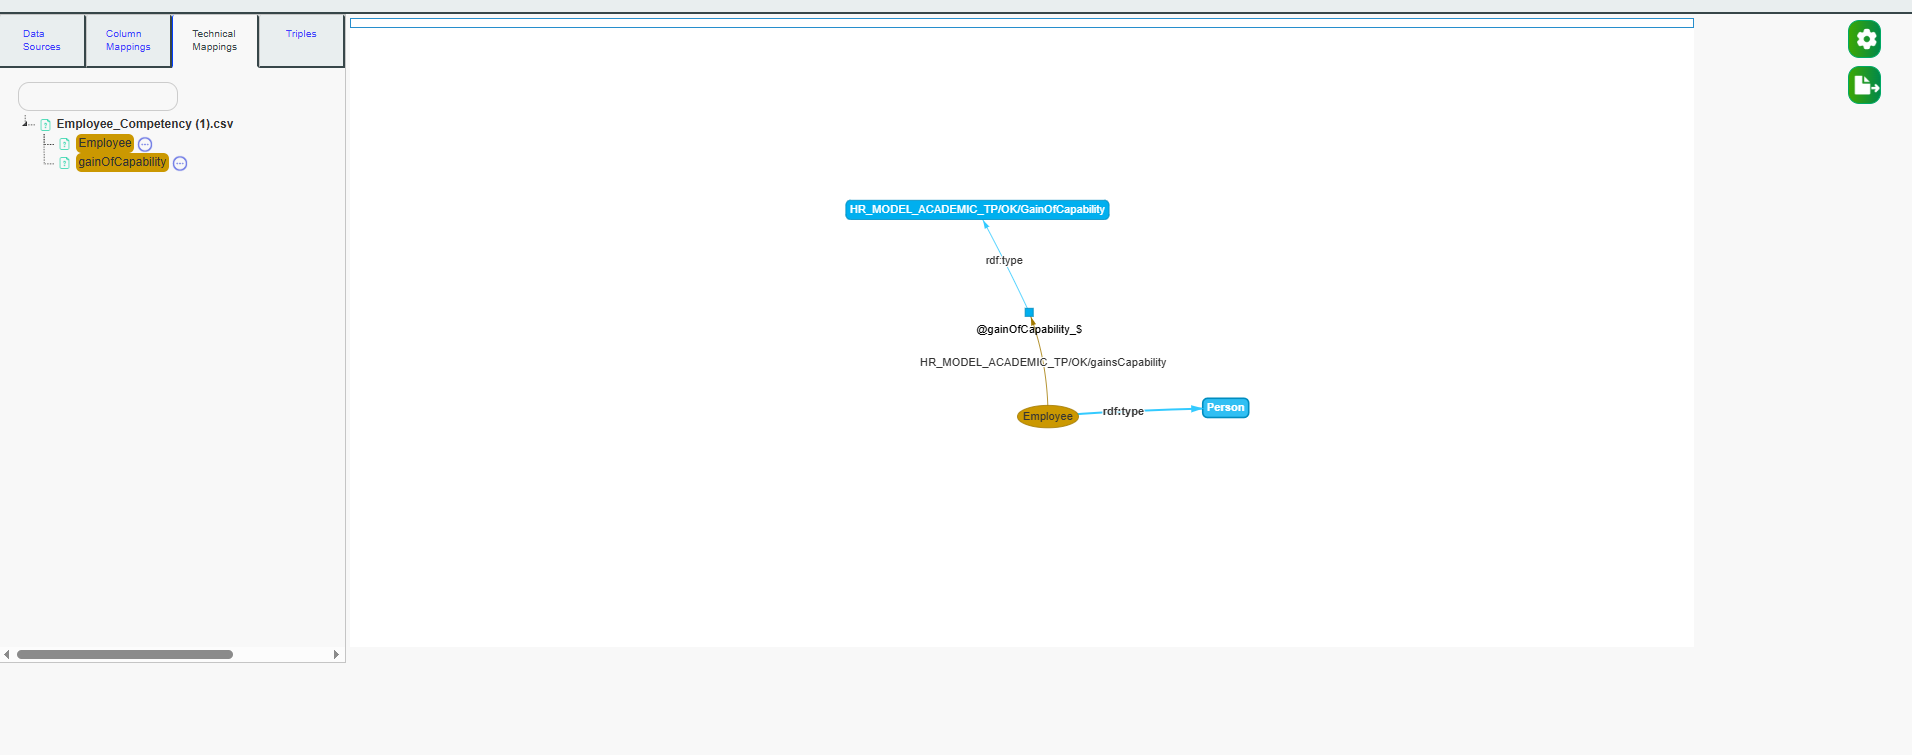 Data
Sources
Column
Mappings
Technical
Mappings
Triples
Employee_Competency (1).csv
Employee
gainOfCapability
HR_MODEL_ACADEMIC_TP/OK/GainOfCapability
rdf:type
@gainOfCapability_$
HR_MODEL_ACADEMIC_TP/OK/gainsCapability
Employee
rdf:type
Person